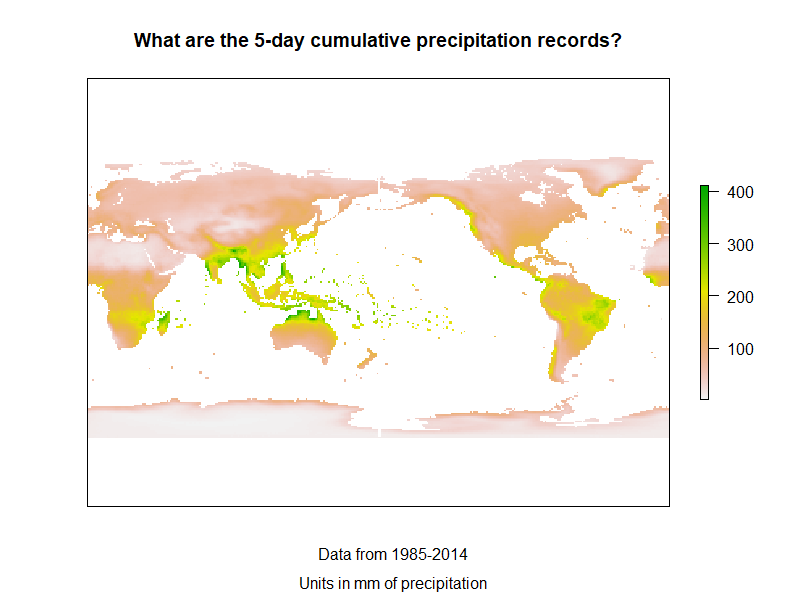 What are the 5-day cumulative precipitation records?
400
300
200
100
Data from 1985-2014
Units in mm of precipitation